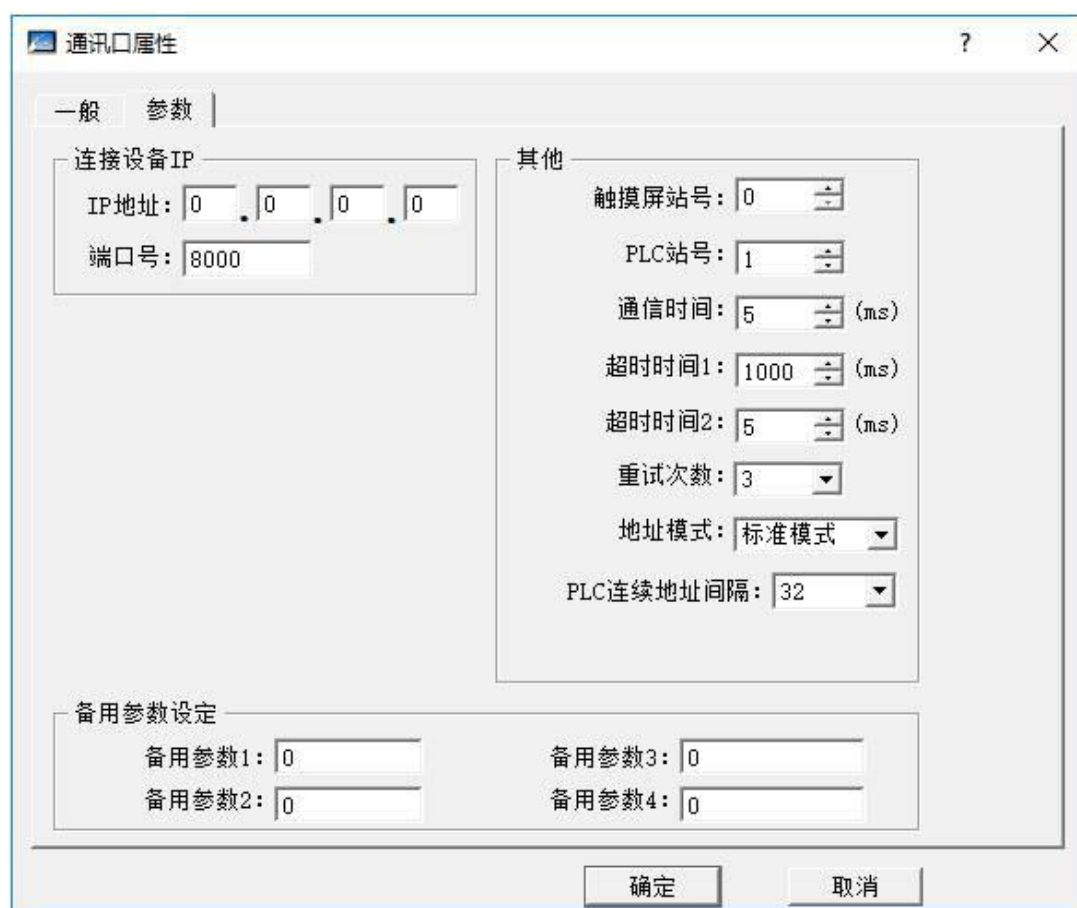 通讯口属性
? ×
一般 参数
连接设备IP
IP地址: 0 . 0 . 0 . 0
端口号: 8000
其他
触摸屏站号: 0
PLC站号: 1
通信时间: 5 (ms)
超时时间1: 1000 (ms)
超时时间2: 5 (ms)
重试次数: 3
地址模式: 标准模式
PLC连续地址间隔: 32
备用参数设定
备用参数1: 0 备用参数3: 0
备用参数2: 0 备用参数4: 0
确定 取消